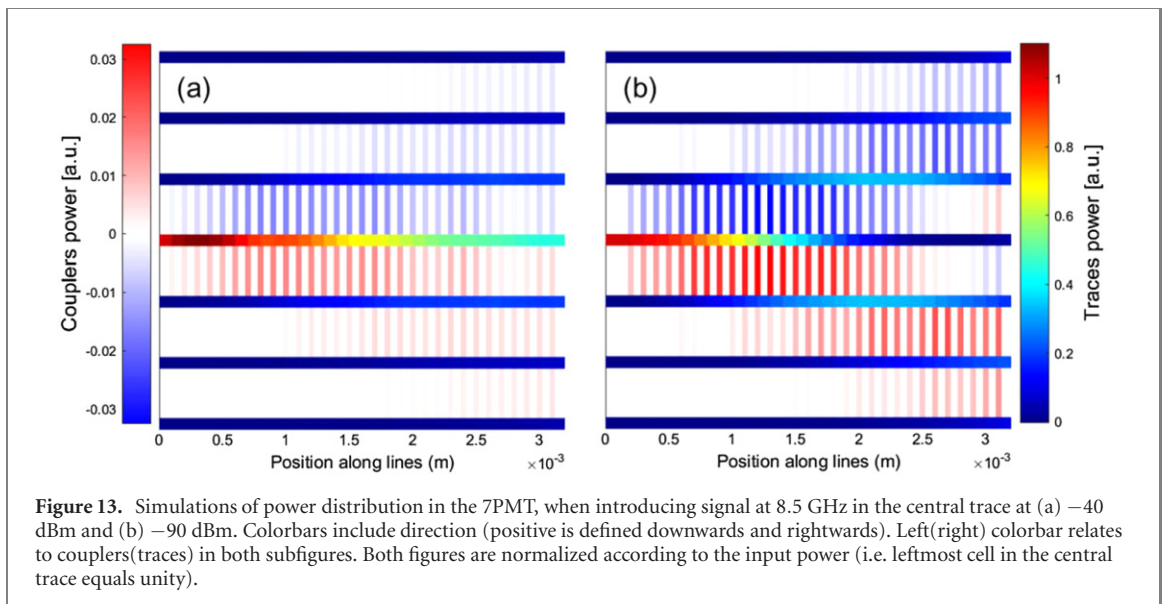 (a)
(b)
Couplers power [a.u.]
0.03
0.02
0.01
0
-0.01
-0.02
-0.03
0 0.5 1 1.5 2 2.5 3
Position along lines (m) ×10⁻³
0 0.5 1 1.5 2 2.5 3
Position along lines (m) ×10⁻³
1
0.8
0.6
0.4
0.2
0
Traces power [a.u.]
Figure 13. Simulations of power distribution in the 7PMT, when introducing signal at 8.5 GHz in the central trace at (a) −40
dBm and (b) −90 dBm. Colorbars include direction (positive is defined downwards and rightwards). Left(right) colorbar relates
to couplers(traces) in both subfigures. Both figures are normalized according to the input power (i.e. leftmost cell in the central
trace equals unity).